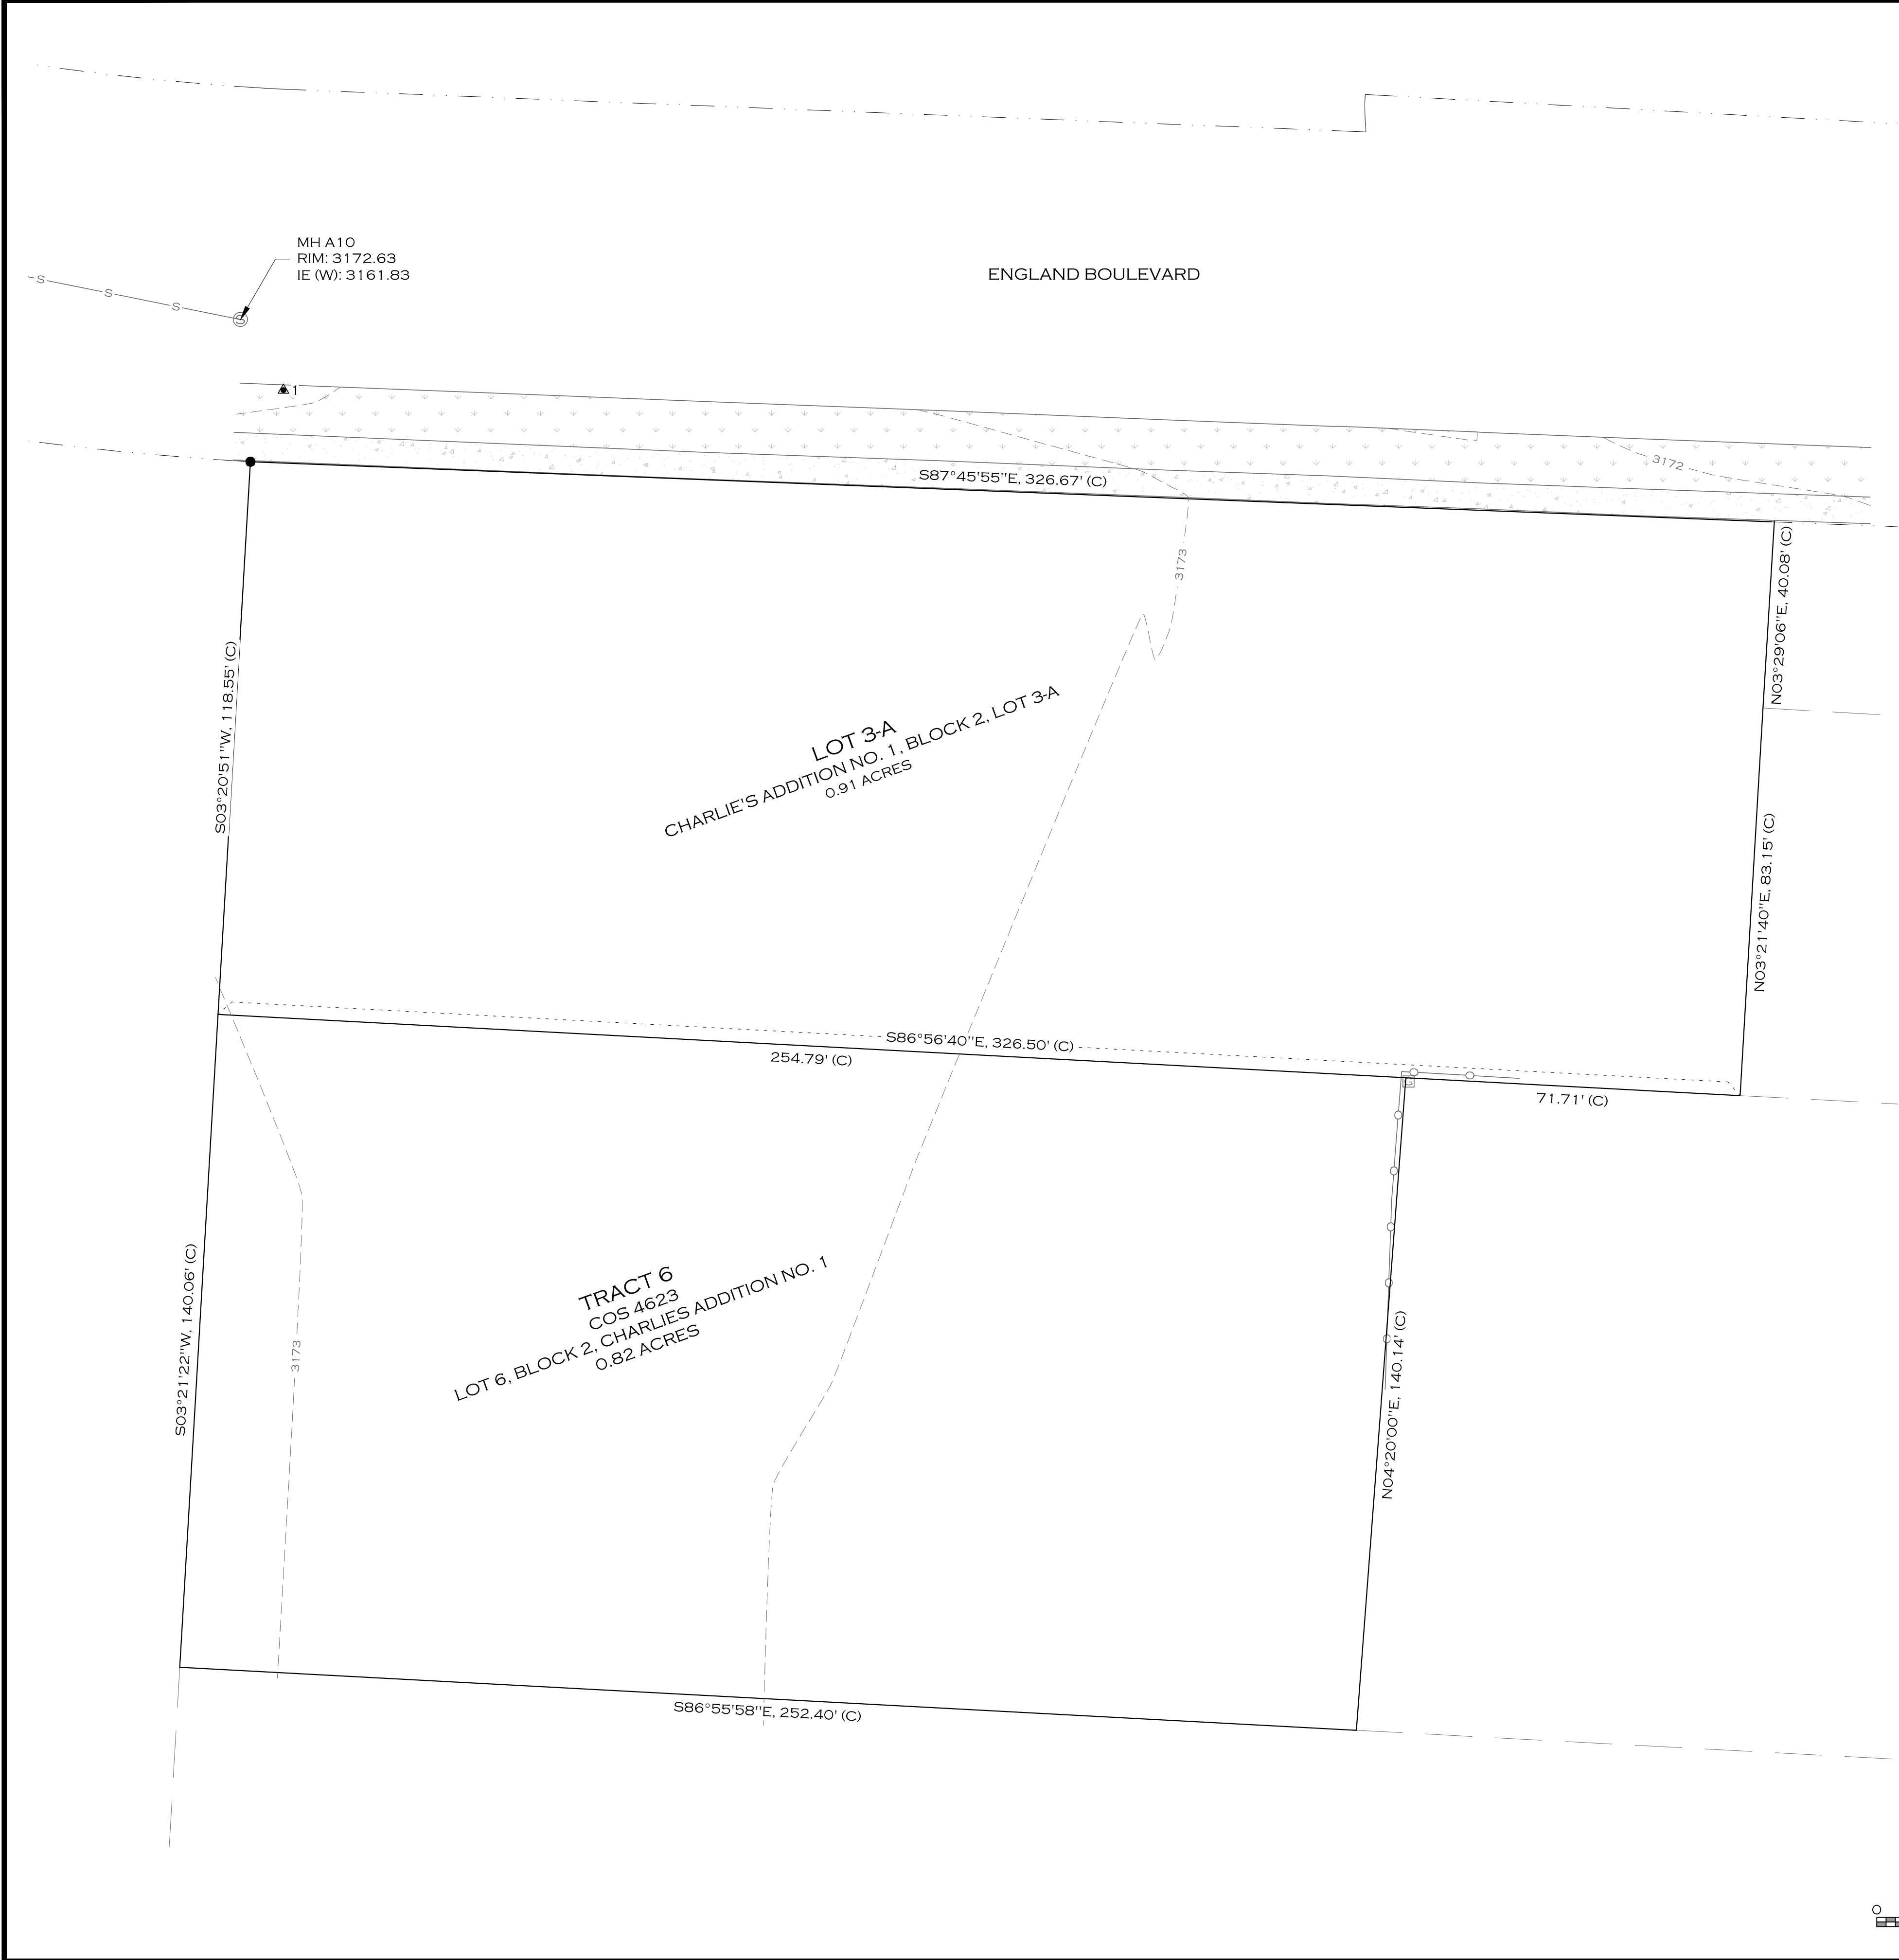 MH A10
RIM: 3172.63
IE (W): 3161.83
ENGLAND BOULEVARD
S
S
S
S
1
3172
S87°45'55"E, 326.67' (C)
N03°29'06"E, 40.08' (C)
3173
S03°20'51"W, 118.55' (C)
LOT 3-A
CHARLIE'S ADDITION NO. 1, BLOCK 2, LOT 3-A
0.91 ACRES
N03°21'40"E, 83.15' (C)
S86°56'40"E, 326.50' (C)
254.79' (C)
71.71' (C)
S03°21'22"W, 140.06' (C)
3173
TRACT 6
COS 4623
LOT 6, BLOCK 2, CHARLIES ADDITION NO. 1
0.82 ACRES
N04°20'00"E, 140.14' (C)
S86°55'58"E, 252.40' (C)
0